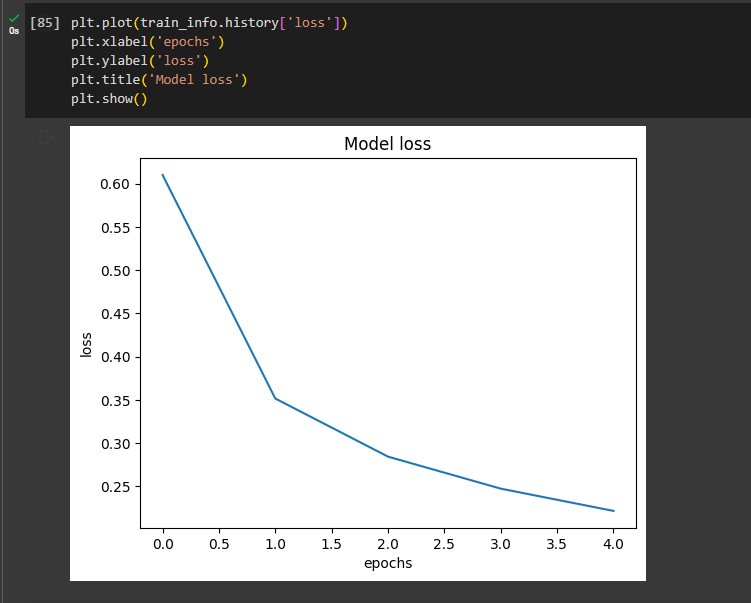 [85] plt.plot(train_info.history['loss'])
0s
plt.xlabel('epochs')
plt.ylabel('loss')
plt.title('Model loss')
plt.show()
Model loss
0.60
0.55
0.50
0.45
0.40
0.35
0.30
0.25
loss
0.0 0.5 1.0 1.5 2.0 2.5 3.0 3.5 4.0
epochs